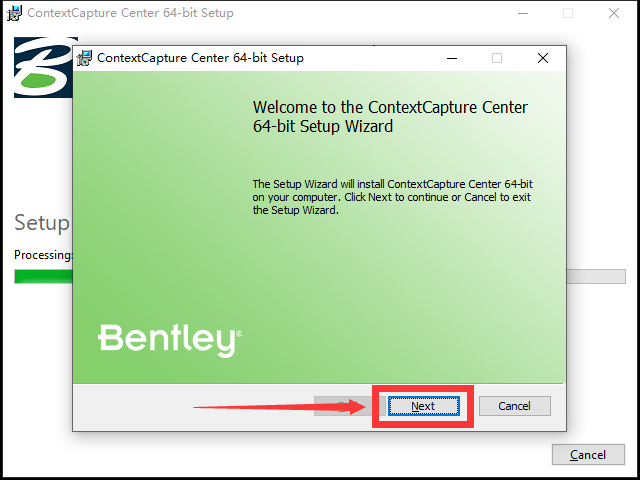 ContextCapture Center 64-bit Setup
ContextCapture Center 64-bit Setup
Welcome to the ContextCapture Center
64-bit Setup Wizard
The Setup Wizard will install ContextCapture Center 64-bit
on your computer. Click Next to continue or Cancel to exit
the Setup Wizard.
Setup
Processing:
Bentley®
Next
Cancel
Cancel